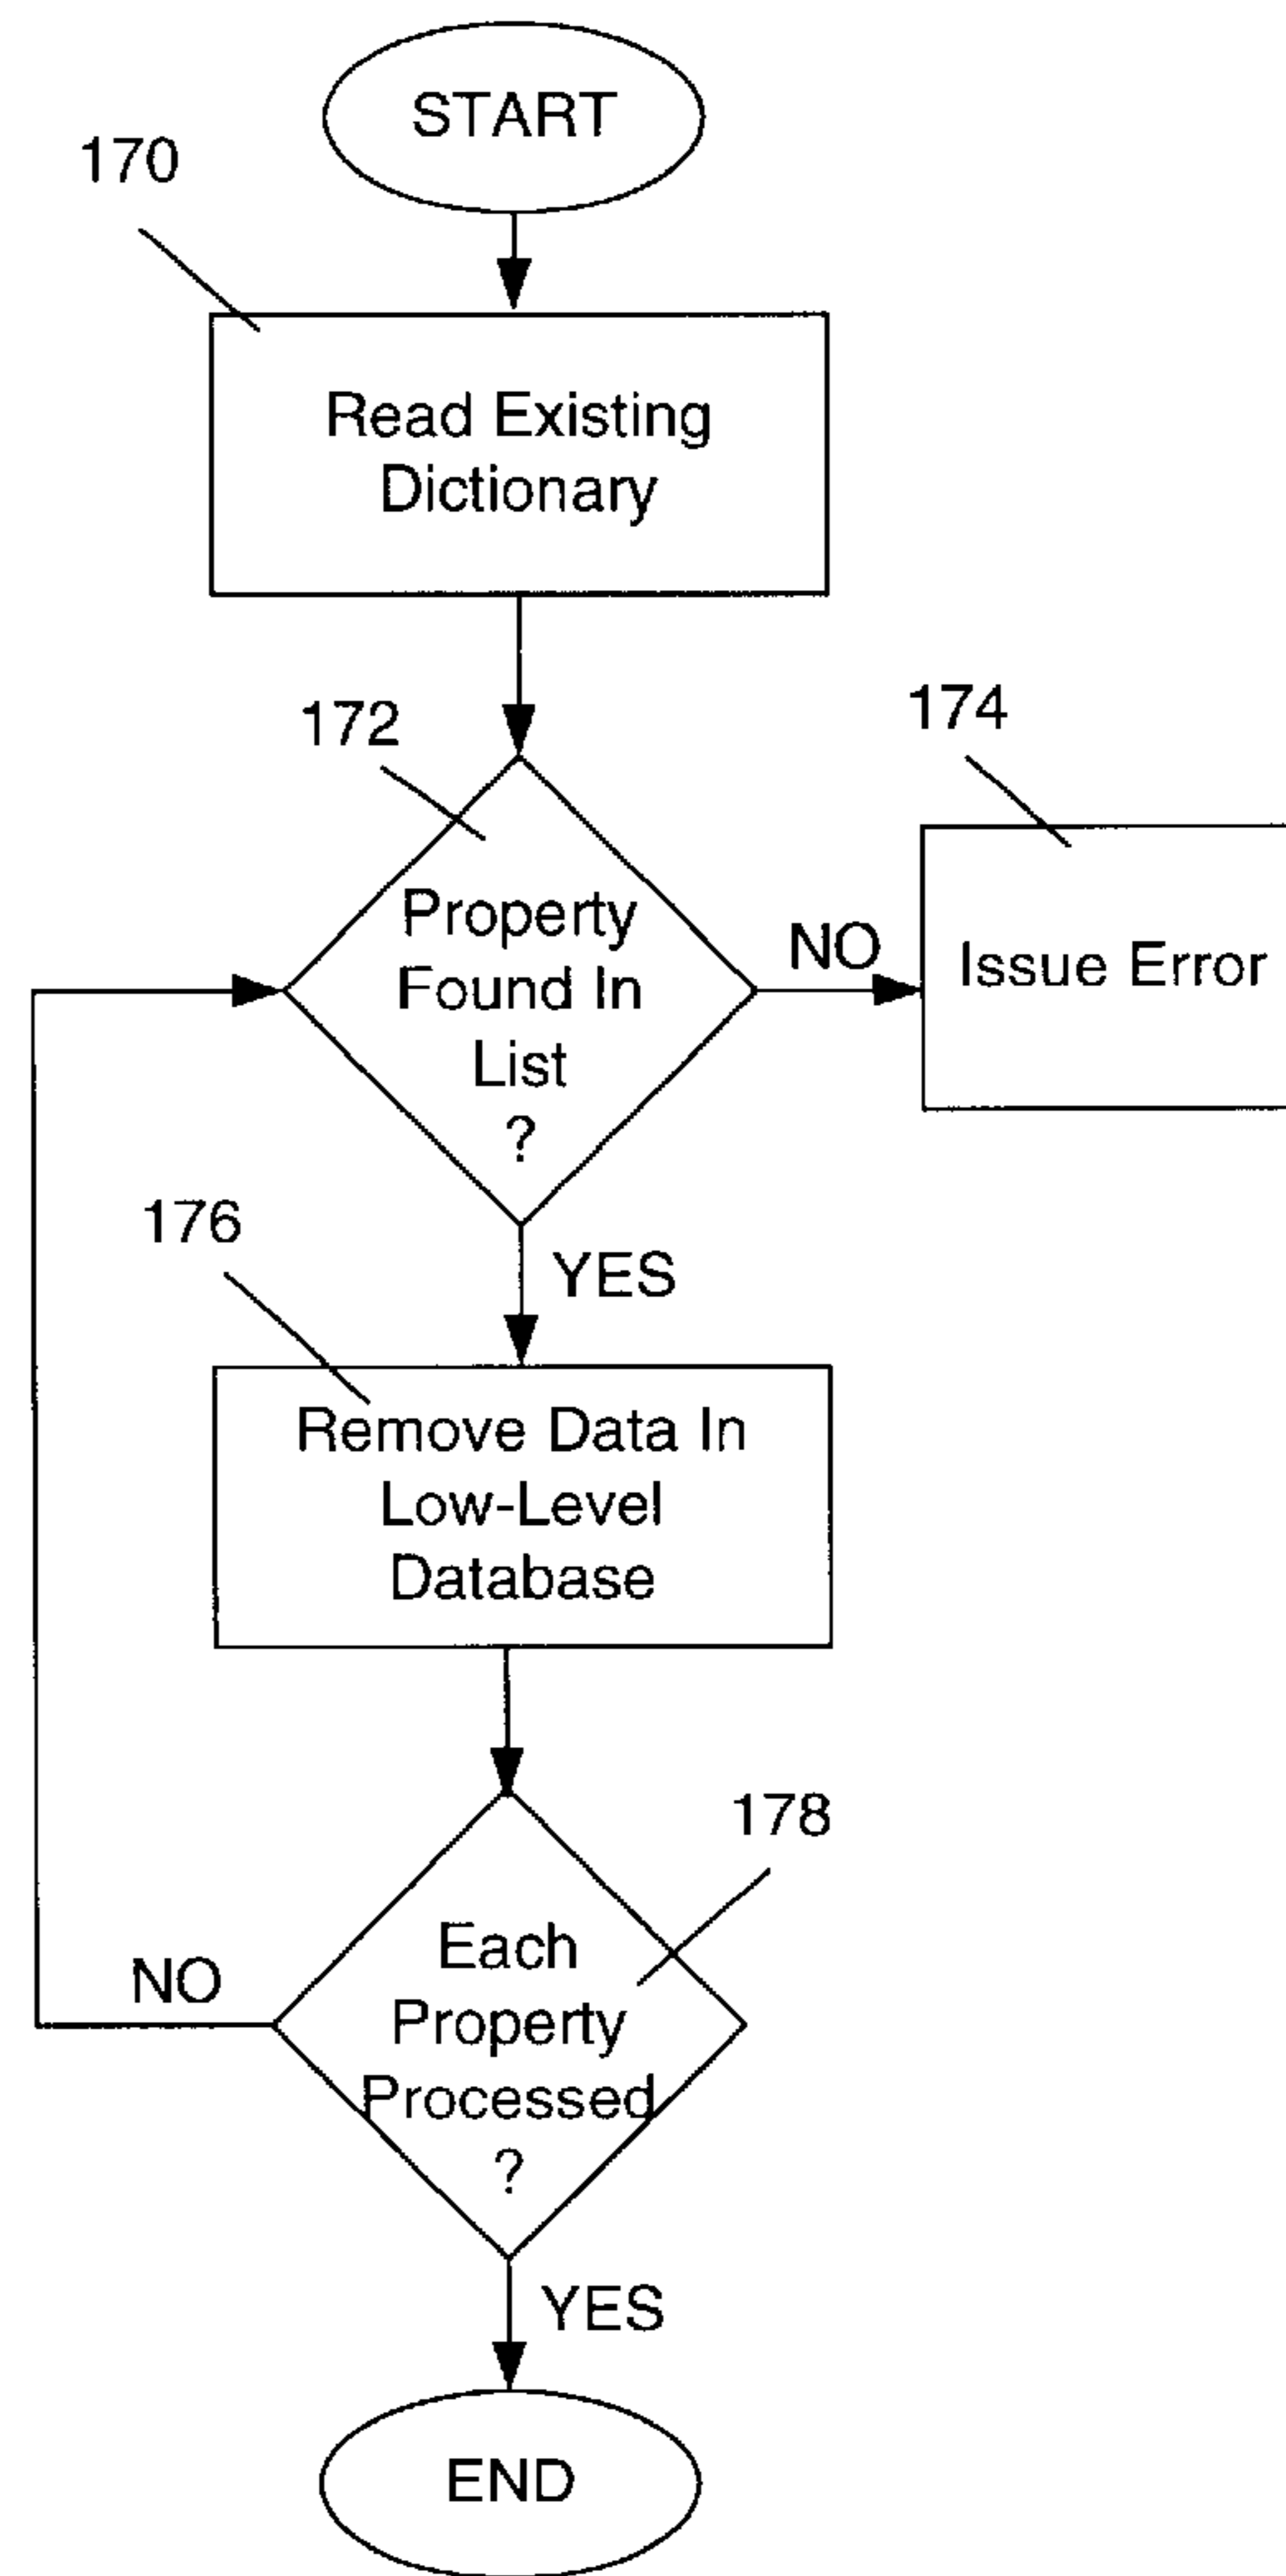 START
170
Read Existing
Dictionary
172
174
Property
Found In
List
?
NO
Issue Error
176
YES
Remove Data In
Low-Level
Database
178
Each
Property
Processed
?
NO
YES
END